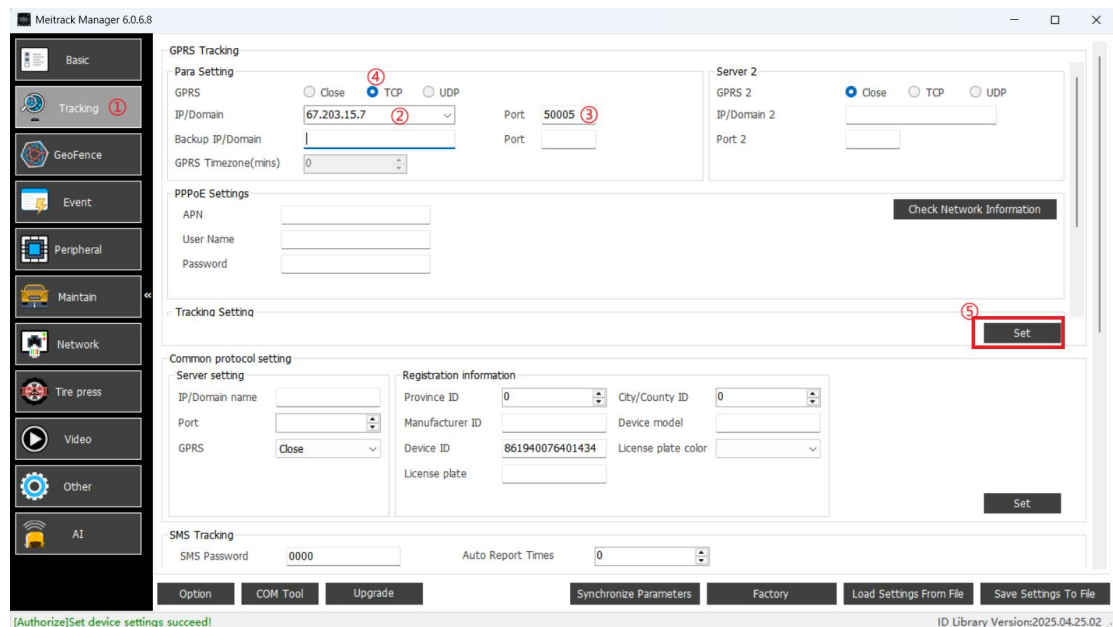 Meitrack Manager 6.0.6.8
Basic
Tracking ①
GeoFence
Event
Peripheral
Maintain
«
Network
Tire press
Video
Other
AI
GPRS Tracking
Para Setting
④
GPRS Close TCP UDP
IP/Domain 67.203.15.7 ② Port 50005 ③
Backup IP/Domain Port
GPRS Timezone(mins) 0
Server 2
GPRS 2 Close TCP UDP
IP/Domain 2
Port 2
PPPoE Settings
APN
User Name
Password
Check Network Information
Tracking Setting
⑤
Set
Common protocol setting
Server setting
IP/Domain name
Port
GPRS Close
Registration information
Province ID 0 City/County ID 0
Manufacturer ID Device model
Device ID 861940076401434 License plate color
License plate
Set
SMS Tracking
SMS Password 0000 Auto Report Times 0
Option COM Tool Upgrade Synchronize Parameters Factory Load Settings From File Save Settings To File
[Authorize]Set device settings succeed! ID Library Version:2025.04.25.02